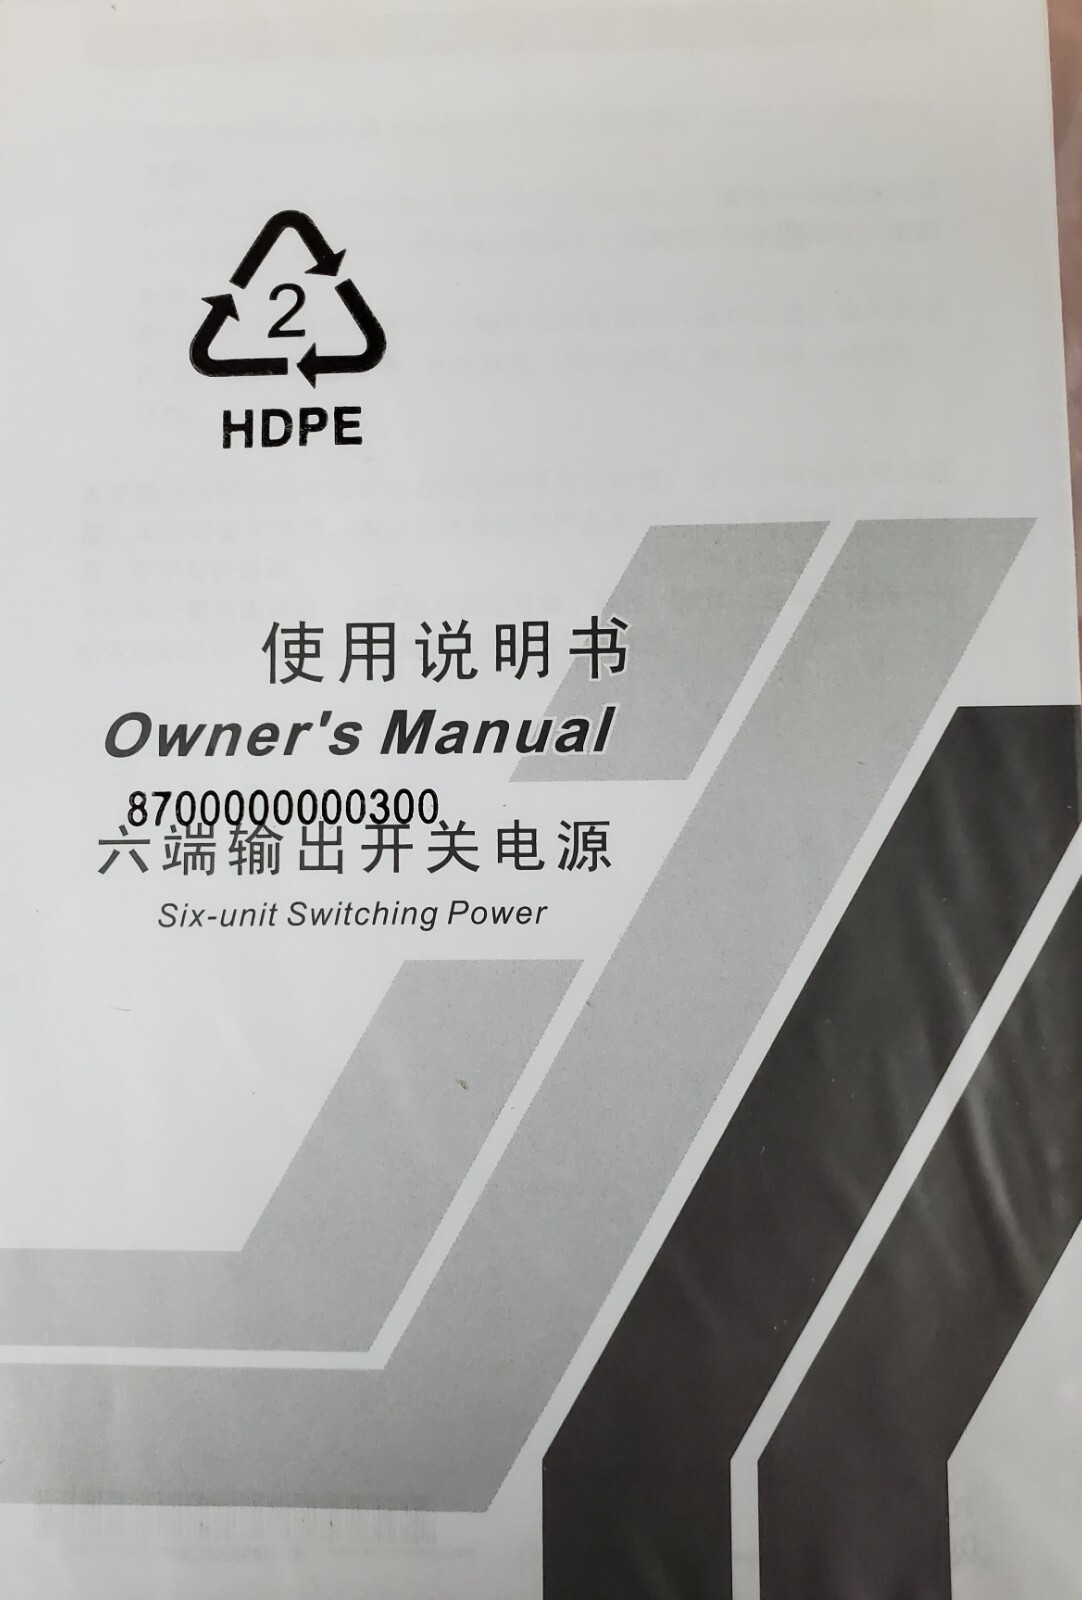 2
HDPE
使用说明书
Owner's Manual
8700000000300
六端输出开关电源
Six-unit Switching Power